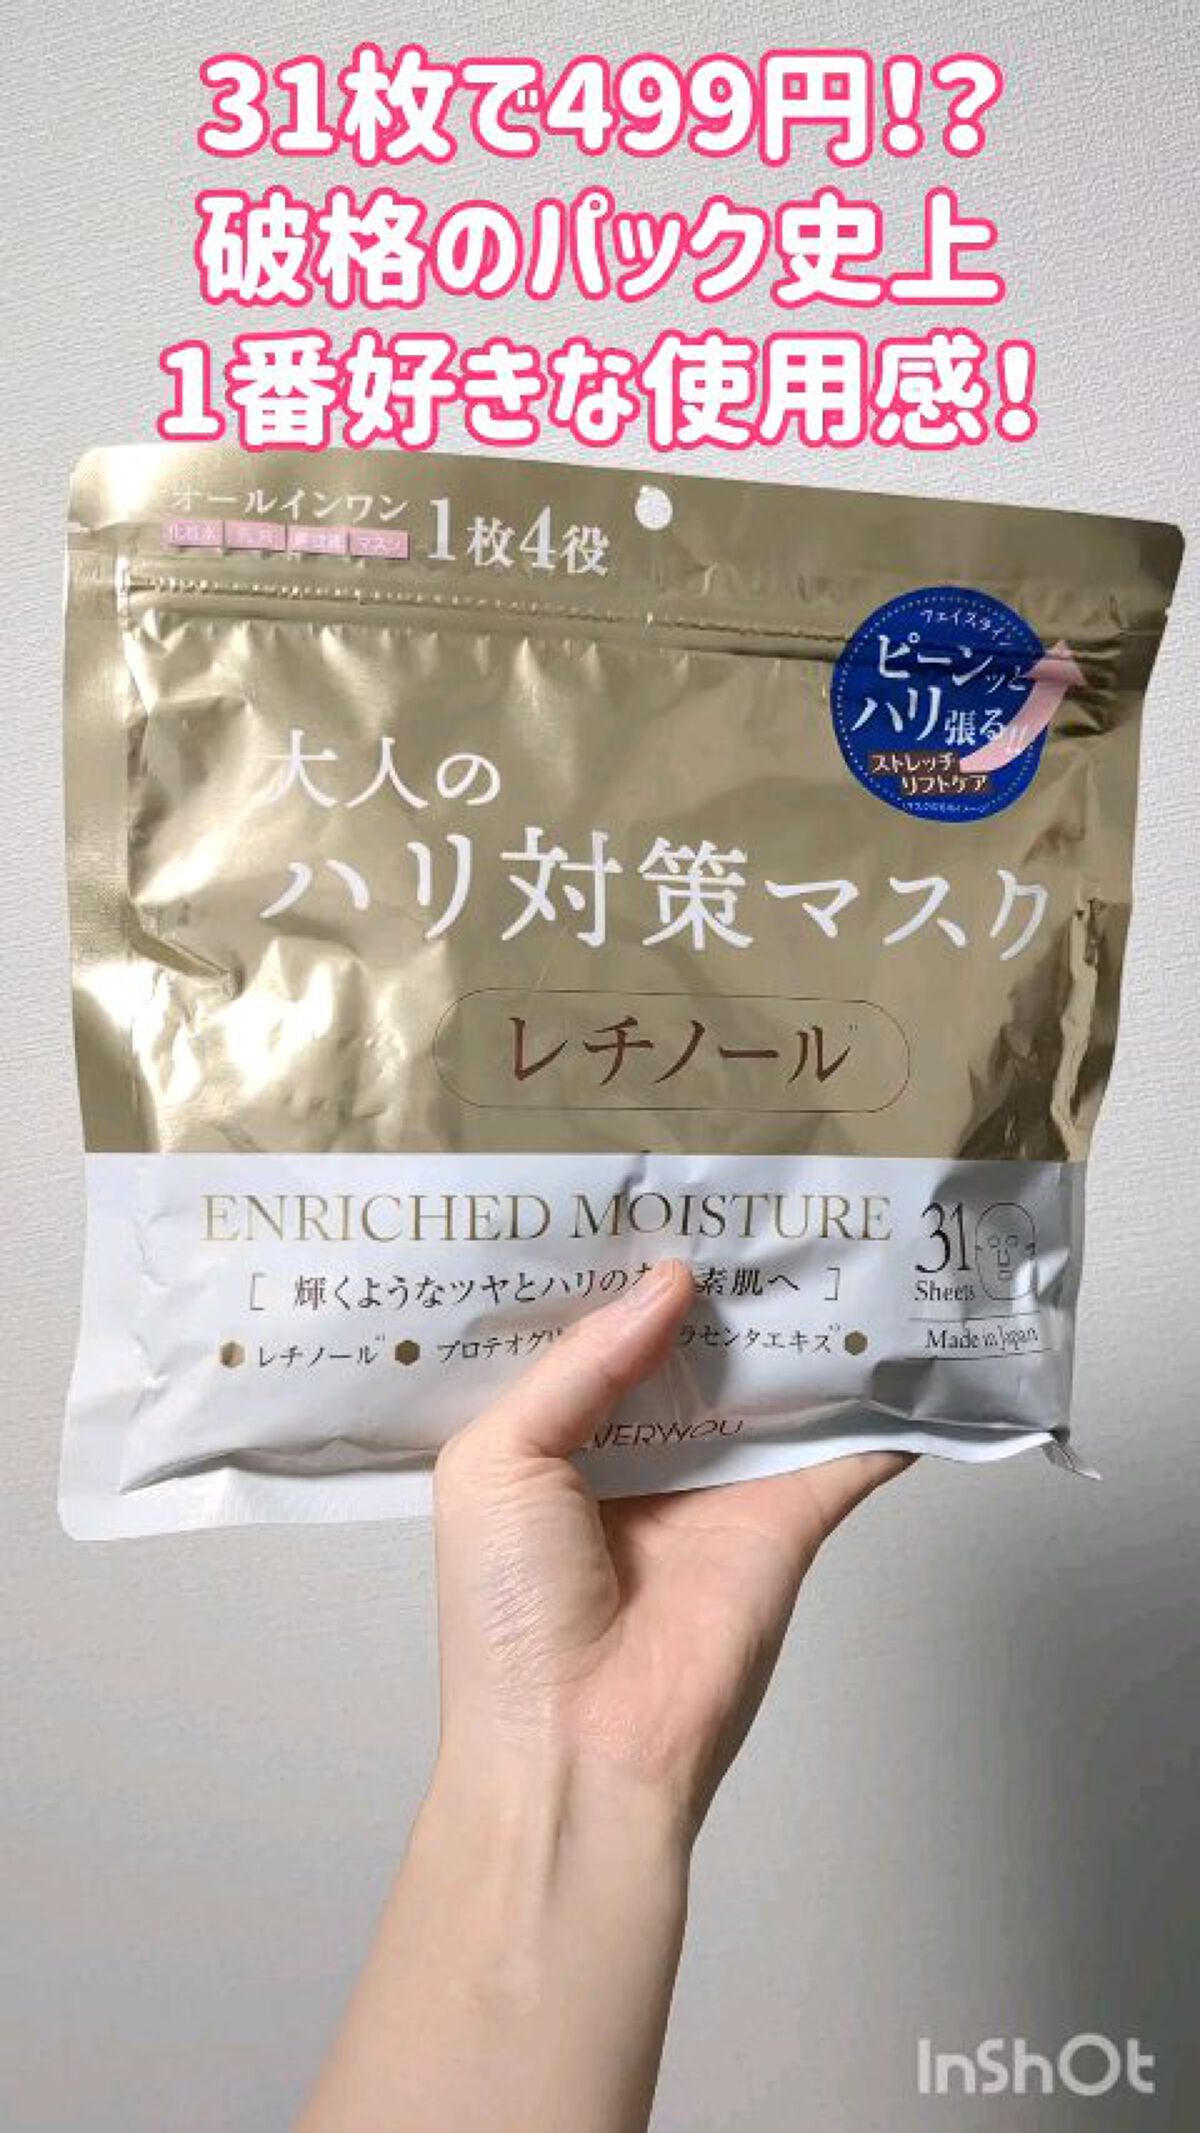 31枚で499円!?
破格のパック史上
1番好きな使用感!
オールインワン
化粧水 乳液 美容液 マスク
1枚4役
フェイスライン
ピーンッと
ハリ張る!!
ストレッチ
リフトケア
大人の
ハリ対策マスク
レチノール
ENRICHED MOISTURE
[ 輝くようなツヤとハリの 素肌へ ]
31
Sheets
レチノール プロテオグリ ラセンタエキス
Made in Japan
VERYYOU
InShOt